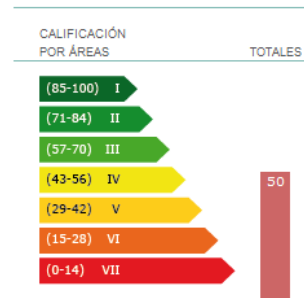 CALIFICACIÓN
POR ÁREAS
TOTALES
(85-100) I
(71-84) II
(57-70) III
(43-56) IV
50
(29-42) V
(15-28) VI
(0-14) VII